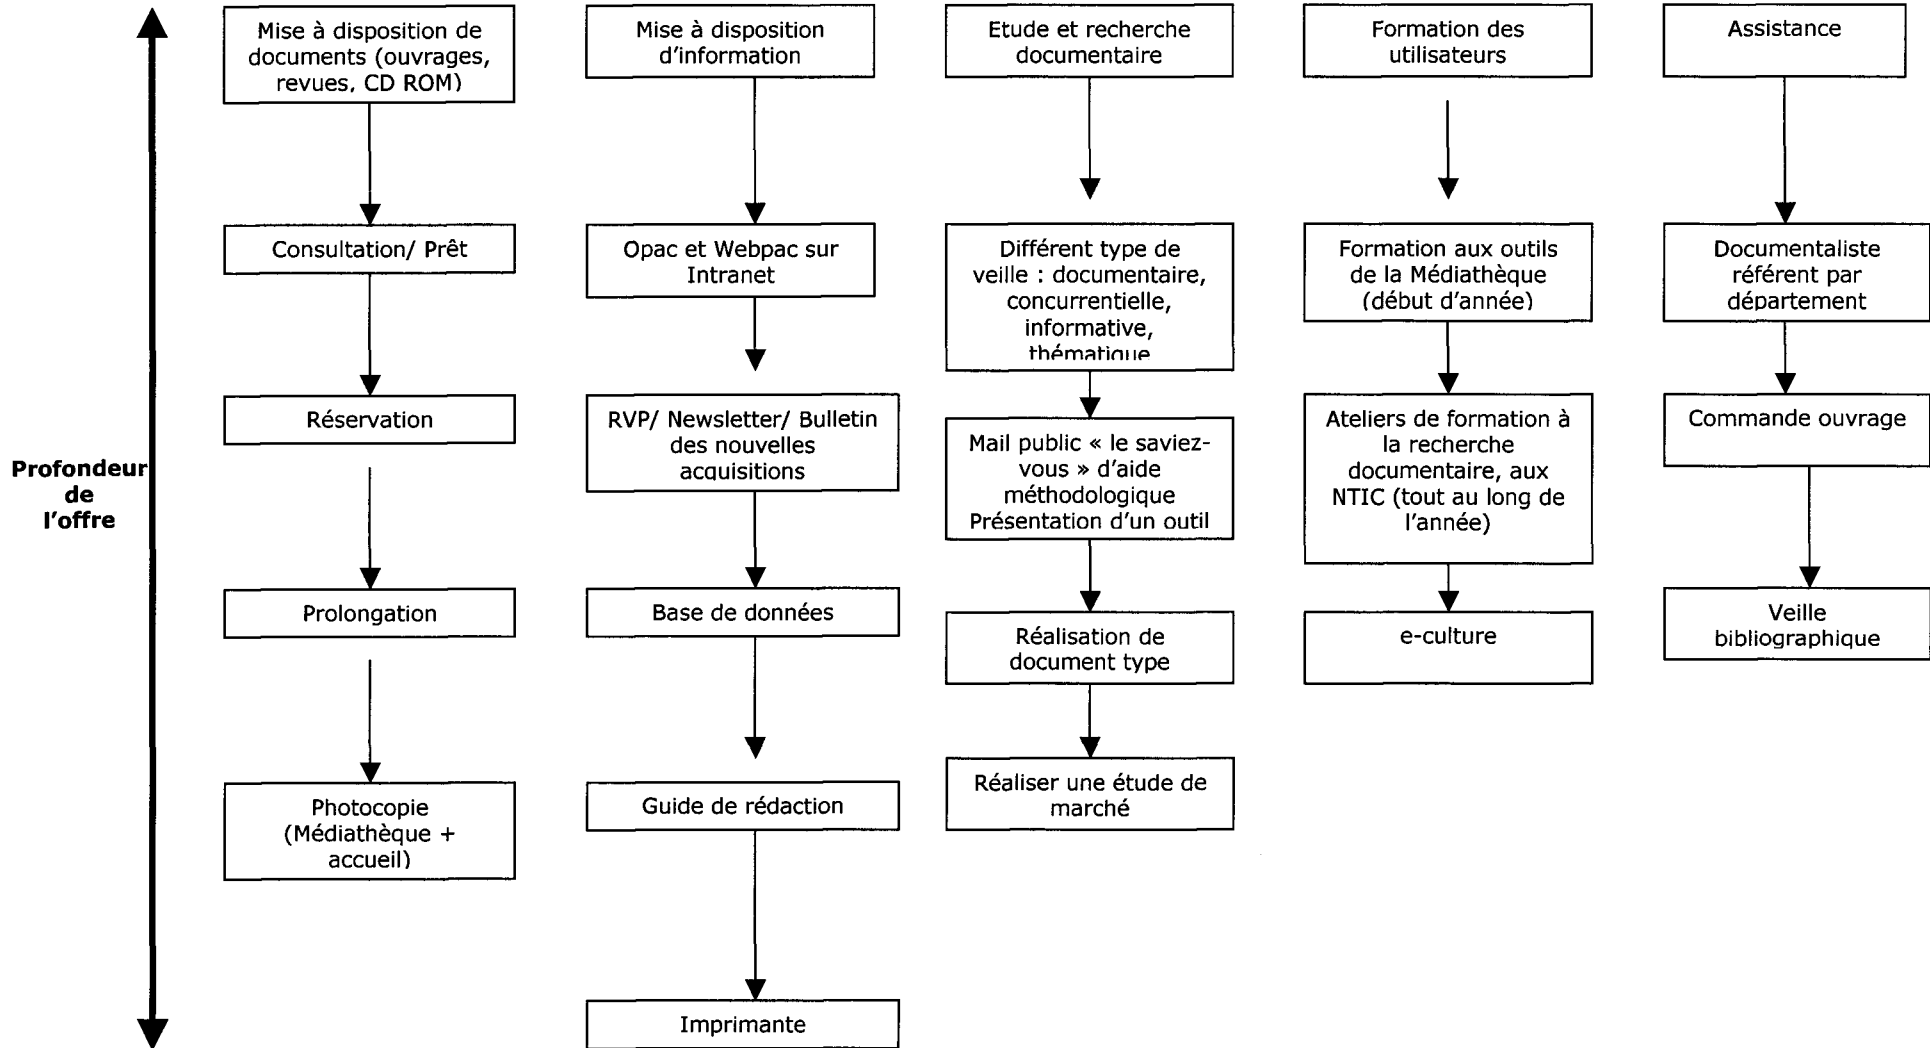 Mise à disposition de
documents (ouvrages,
revues, CD ROM)
Consultation/ Prêt
Réservation
Prolongation
Photocopie
(Médiathèque +
accueil)
Mise à disposition
d'information
Opac et Webpac sur
Intranet
RVP/ Newsletter/ Bulletin
des nouvelles
acquisitions
Base de données
Guide de rédaction
Imprimante
Etude et recherche
documentaire
Différent type de
veille : documentaire,
concurrentielle,
informative,
thématique
Mail public « le saviez-
vous » d'aide
méthodologique
Présentation d'un outil
Réalisation de
document type
Réaliser une étude de
marché
Formation des
utilisateurs
Formation aux outils
de la Médiathèque
(début d'année)
Ateliers de formation à
la recherche
documentaire, aux
NTIC (tout au long de
l'année)
e-culture
Assistance
Documentaliste
référent par
département
Commande ouvrage
Veille
bibliographique
Profondeur
de
l'offre